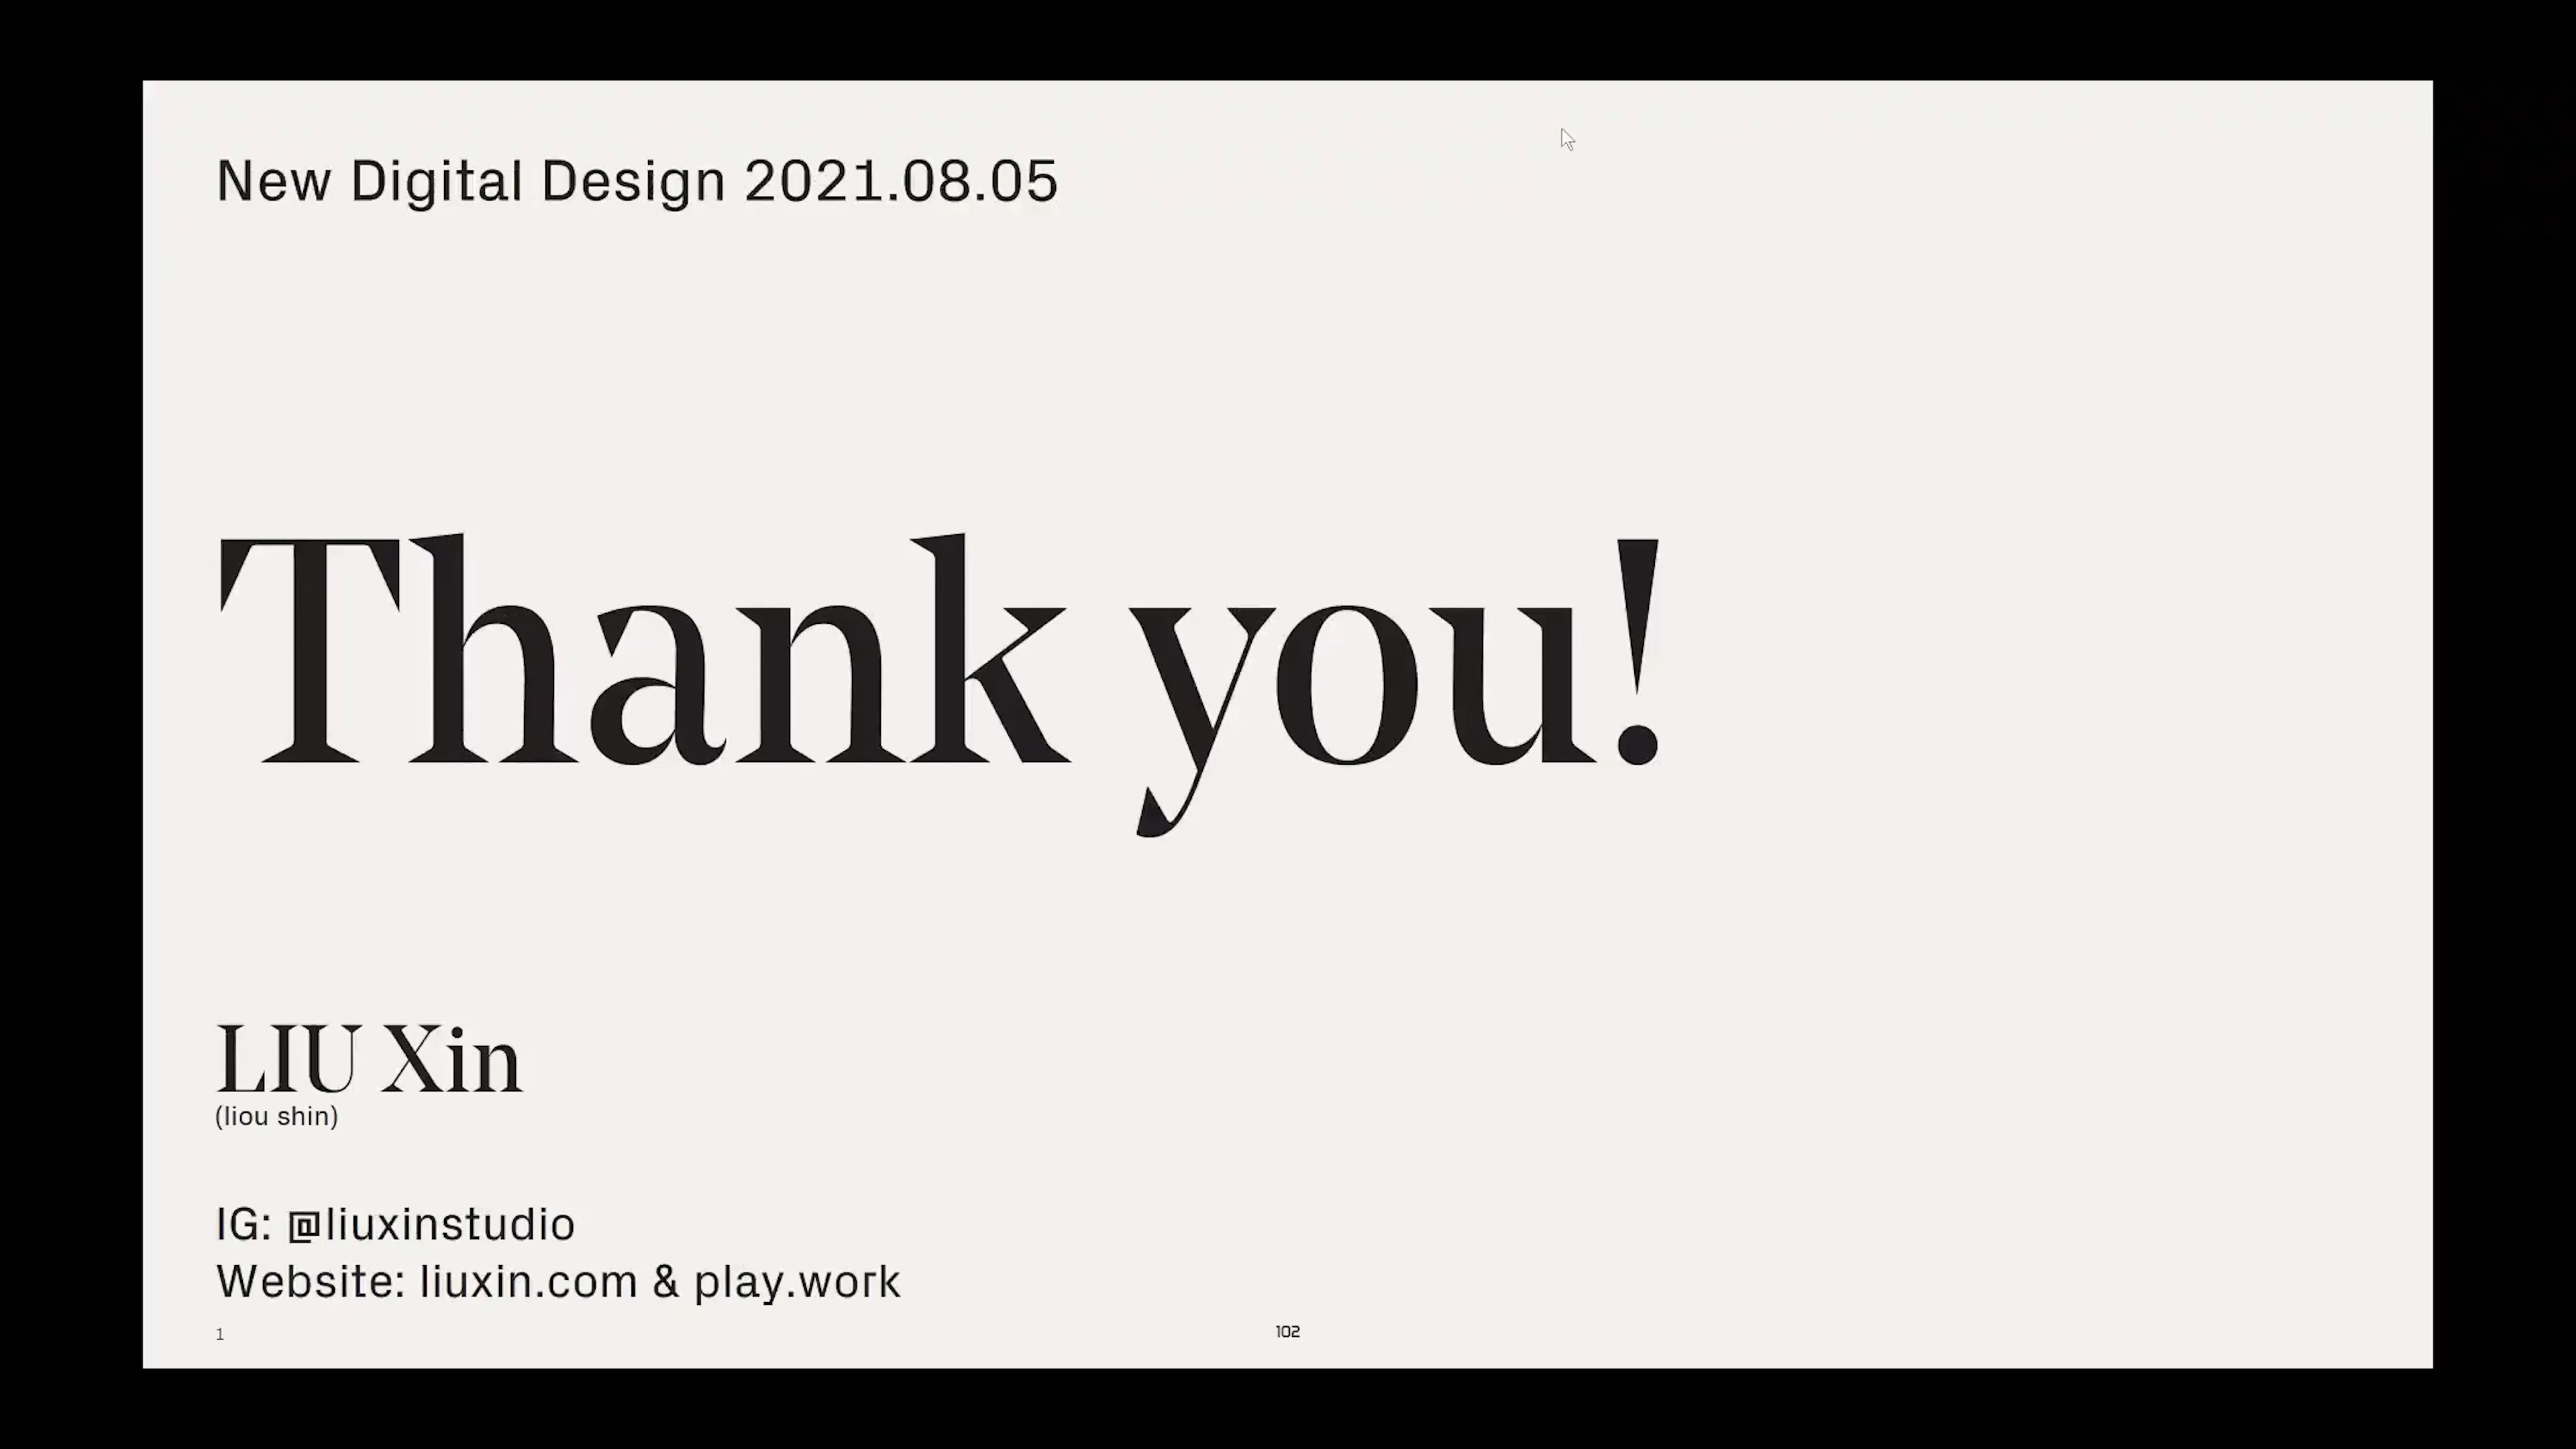 New Digital Design 2021.08.05
Thank you!
LIU Xin
(liou shin)
IG: @liuxinstudio
Website: liuxin.com & play.work
1
102